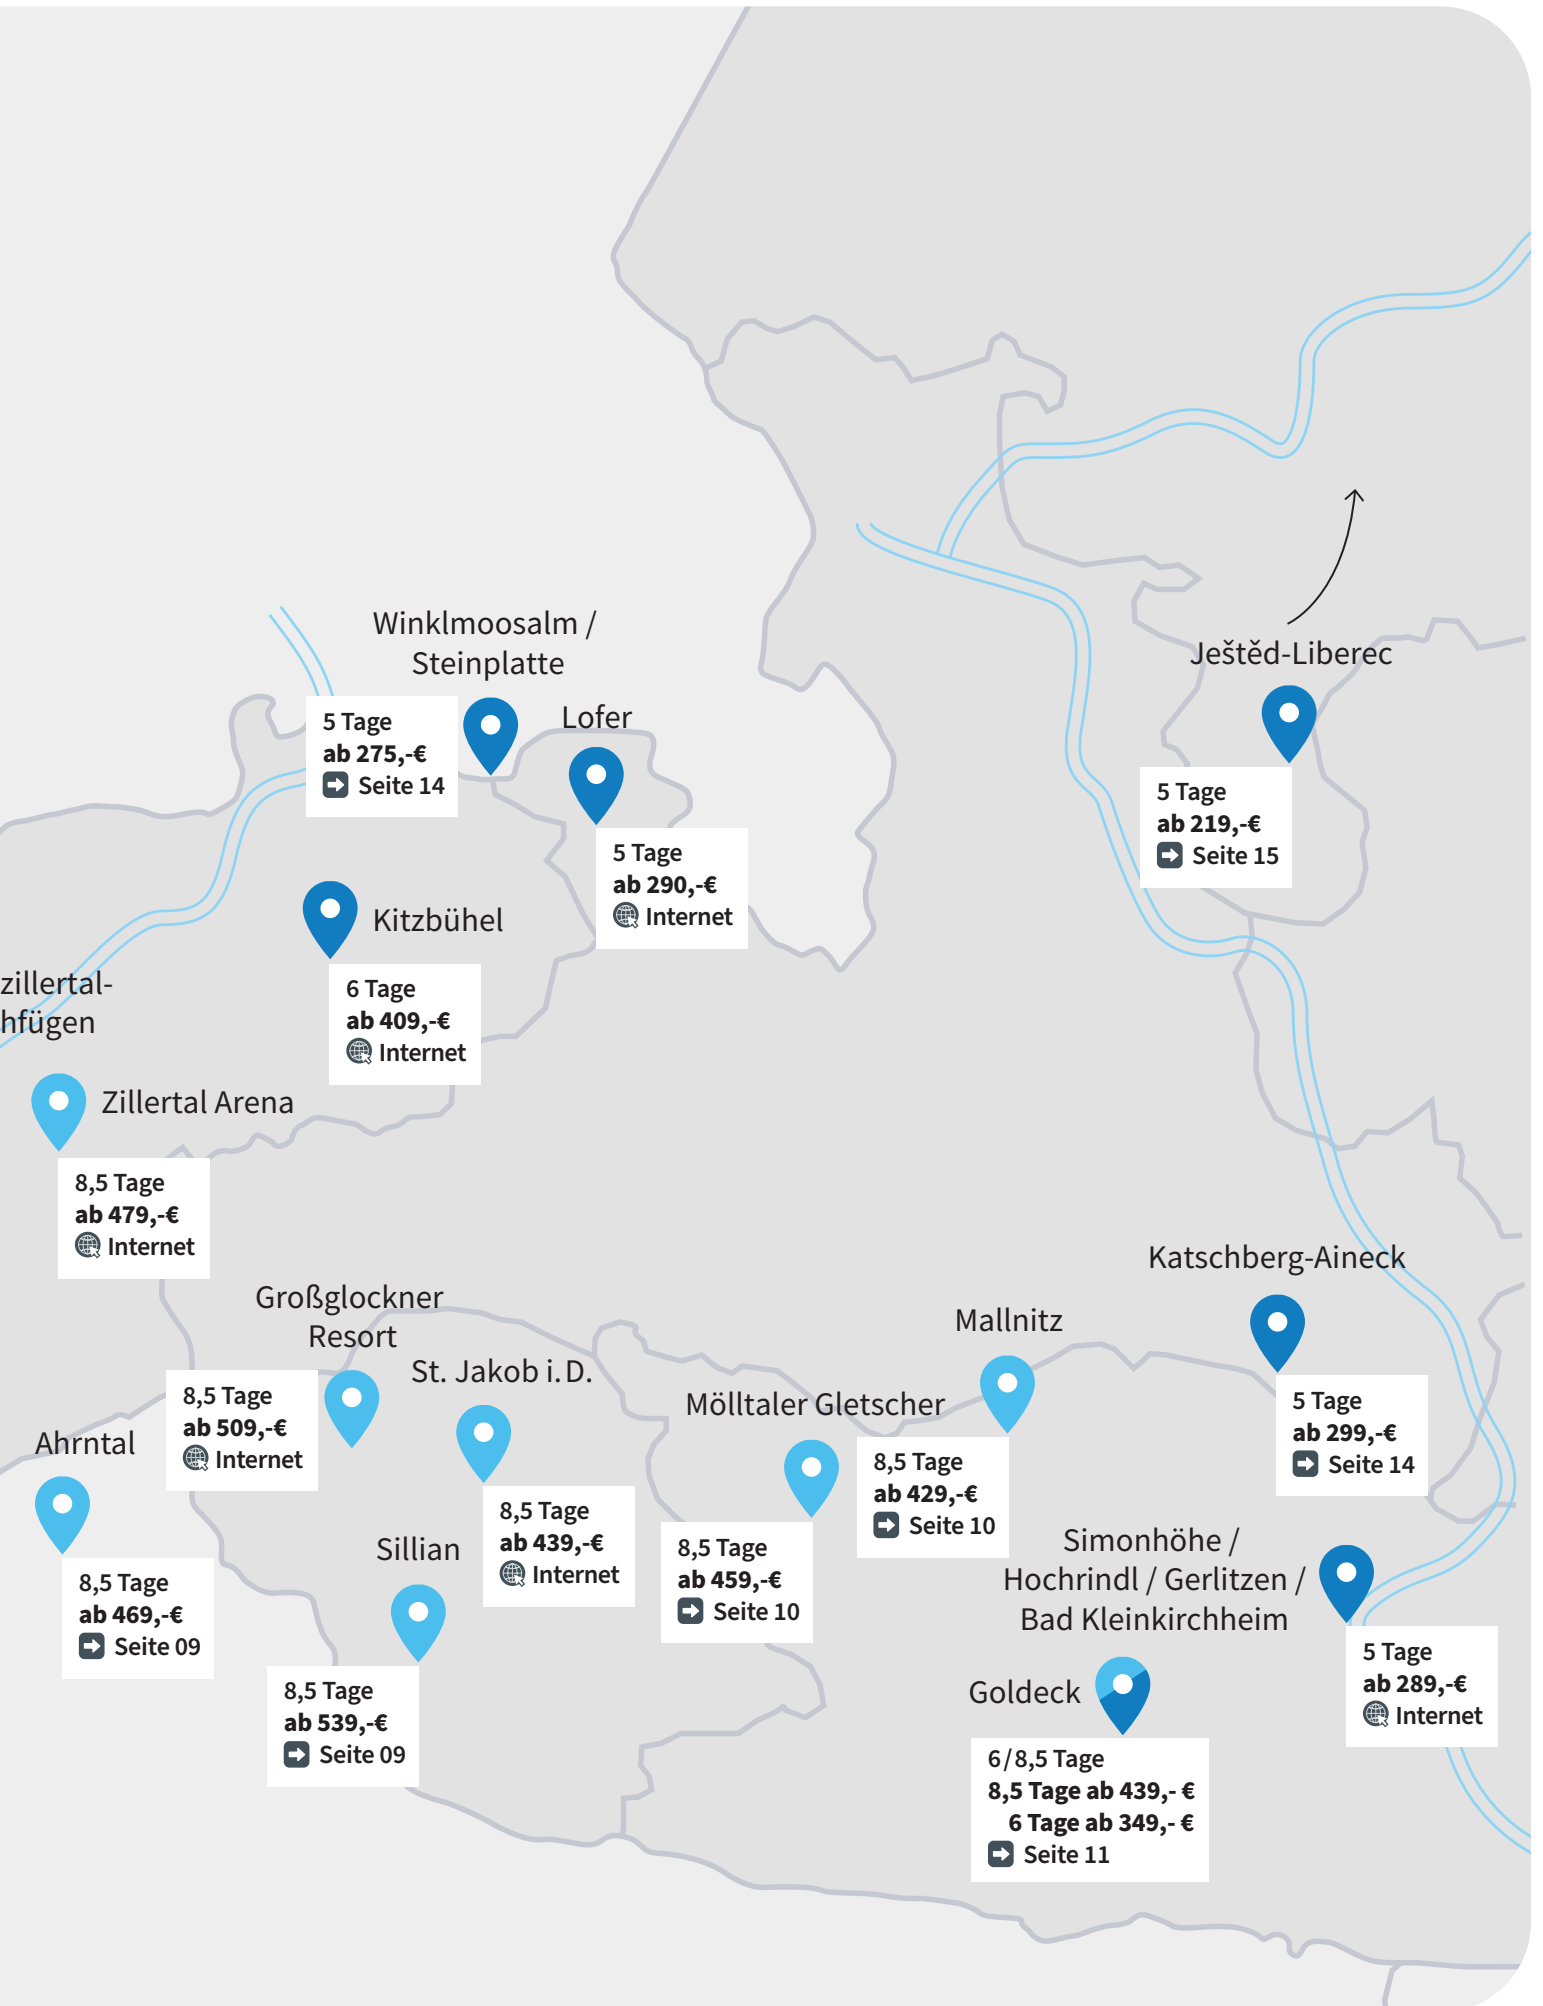 Winklmoosalm /
Steinplatte
5 Tage
ab 275,-€
Seite 14
Lofer
5 Tage
ab 290,-€
Internet
Ještěd-Liberec
5 Tage
ab 219,-€
Seite 15
Kitzbühel
6 Tage
ab 409,-€
Internet
zillertal-
hfügen
Zillertal Arena
8,5 Tage
ab 479,-€
Internet
Großglockner
Resort
8,5 Tage
ab 509,-€
Internet
St. Jakob i. D.
8,5 Tage
ab 439,-€
Internet
Ahrntal
8,5 Tage
ab 469,-€
Seite 09
Sillian
8,5 Tage
ab 539,-€
Seite 09
Mölltaler Gletscher
8,5 Tage
ab 459,-€
Seite 10
Mallnitz
8,5 Tage
ab 429,-€
Seite 10
Katschberg-Aineck
5 Tage
ab 299,-€
Seite 14
Simonhöhe /
Hochrindl / Gerlitzen /
Bad Kleinkirchheim
5 Tage
ab 289,-€
Internet
Goldeck
6/8,5 Tage
8,5 Tage ab 439,- €
6 Tage ab 349,- €
Seite 11